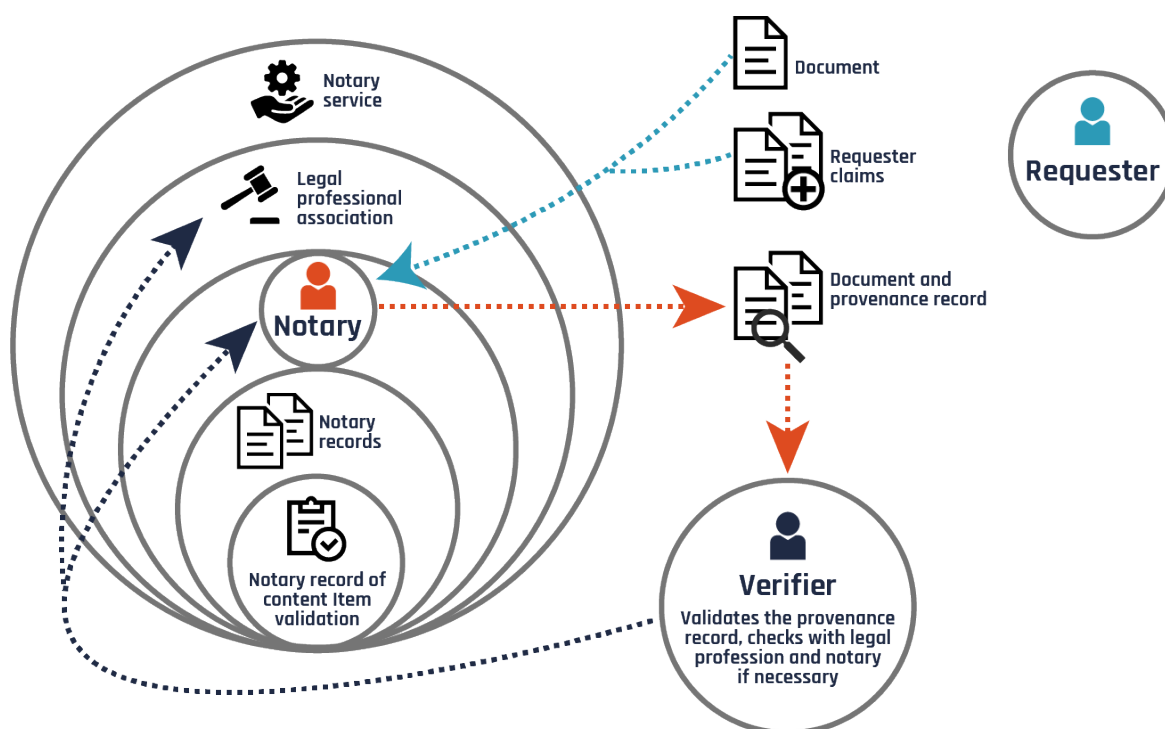 Notary
service
Legal
professional
association
Notary
Notary
records
Notary record of
content Item
validation
Document
Requester
claims
Document and
provenance record
Requester
Verifier
Validates the provenance
record, checks with legal
profession and notary
if necessary